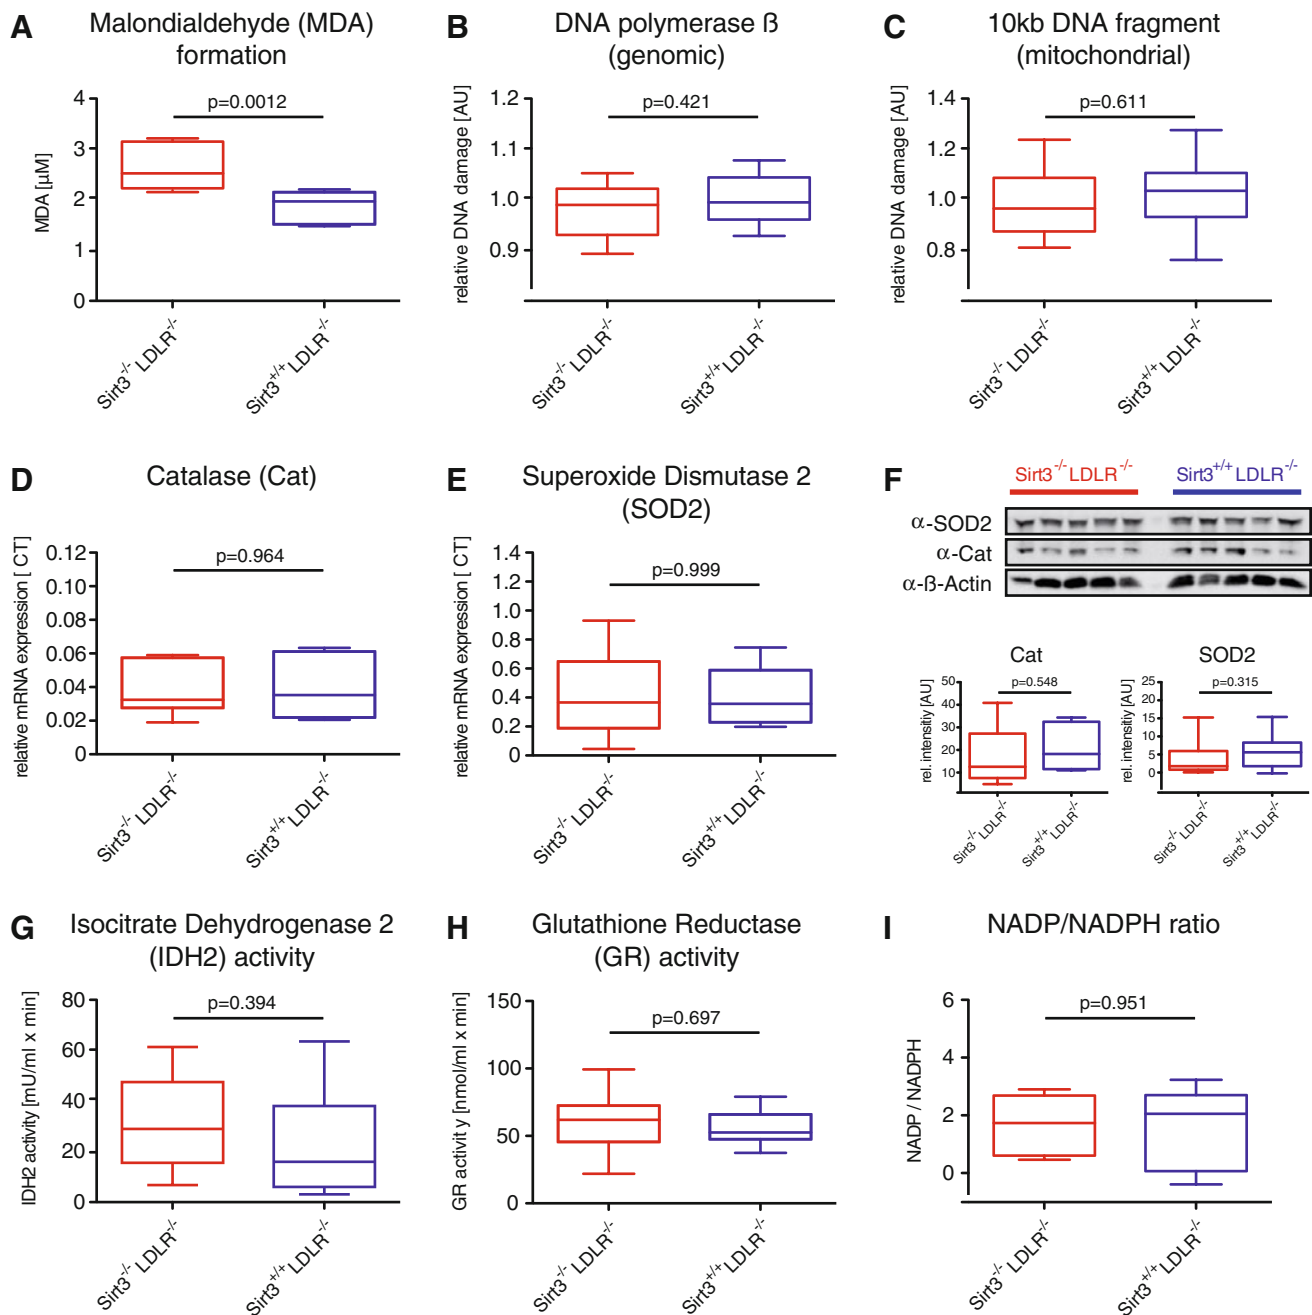 A
Malondialdehyde (MDA)
formation
p=0.0012
MDA [µM]
4
3
2
1
0
Sirt3-/- LDLR-/-
Sirt3+/+ LDLR-/-
B
DNA polymerase ß
(genomic)
p=0.421
relative DNA damage [AU]
1.2
1.1
1.0
0.9
Sirt3-/- LDLR-/-
Sirt3+/+ LDLR-/-
C
10kb DNA fragment
(mitochondrial)
p=0.611
relative DNA damage [AU]
1.4
1.2
1.0
0.8
Sirt3-/- LDLR-/-
Sirt3+/+ LDLR-/-
D
Catalase (Cat)
p=0.964
relative mRNA expression [ CT]
0.12
0.10
0.08
0.06
0.04
0.02
0
Sirt3-/- LDLR-/-
Sirt3+/+ LDLR-/-
E
Superoxide Dismutase 2
(SOD2)
p=0.999
relative mRNA expression [ CT]
1.4
1.2
1.0
0.8
0.6
0.4
0.2
0
Sirt3-/- LDLR-/-
Sirt3+/+ LDLR-/-
F
Sirt3-/- LDLR-/-
Sirt3+/+ LDLR-/-
α-SOD2
α-Cat
α-ß-Actin
Cat
p=0.548
rel. intensitiy [AU]
50
40
30
20
10
Sirt3-/- LDLR-/-
Sirt3+/+ LDLR-/-
SOD2
p=0.315
rel. intensitiy [AU]
25
20
15
10
5
0
Sirt3-/- LDLR-/-
Sirt3+/+ LDLR-/-
G
Isocitrate Dehydrogenase 2
(IDH2) activity
p=0.394
IDH2 activity [mU/ml x min]
80
60
40
20
0
Sirt3-/- LDLR-/-
Sirt3+/+ LDLR-/-
H
Glutathione Reductase
(GR) activity
p=0.697
GR activit y [nmol/ml x min]
150
100
50
0
Sirt3-/- LDLR-/-
Sirt3+/+ LDLR-/-
I
NADP/NADPH ratio
p=0.951
NADP / NADPH
6
4
2
0
Sirt3-/- LDLR-/-
Sirt3+/+ LDLR-/-